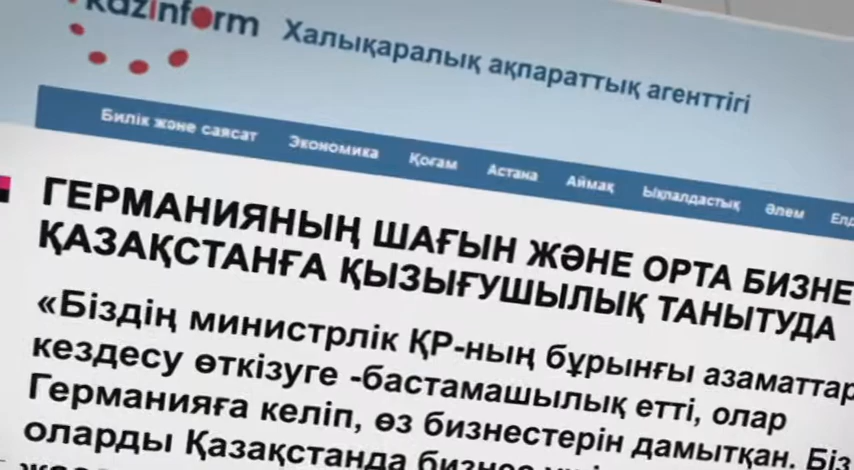 kazinform
Халықаралық ақпараттық агенттігі
Билік және саясат Экономика Қоғам Астана Аймақ Ықпалдастық Әлем
ГЕРМАНИЯНЫҢ ШАҒЫН ЖӘНЕ ОРТА БИЗНЕ
ҚАЗАҚСТАНҒА ҚЫЗЫҒУШЫЛЫҚ ТАНЫТУДА
«Біздің министрлік ҚР-ның бұрынғы азаматтар
кездесу өткізуге -бастамашылық етті, олар
Германияға келіп, өз бизнестерін дамытқан. Біз
оларды Қазақстанда бизнес